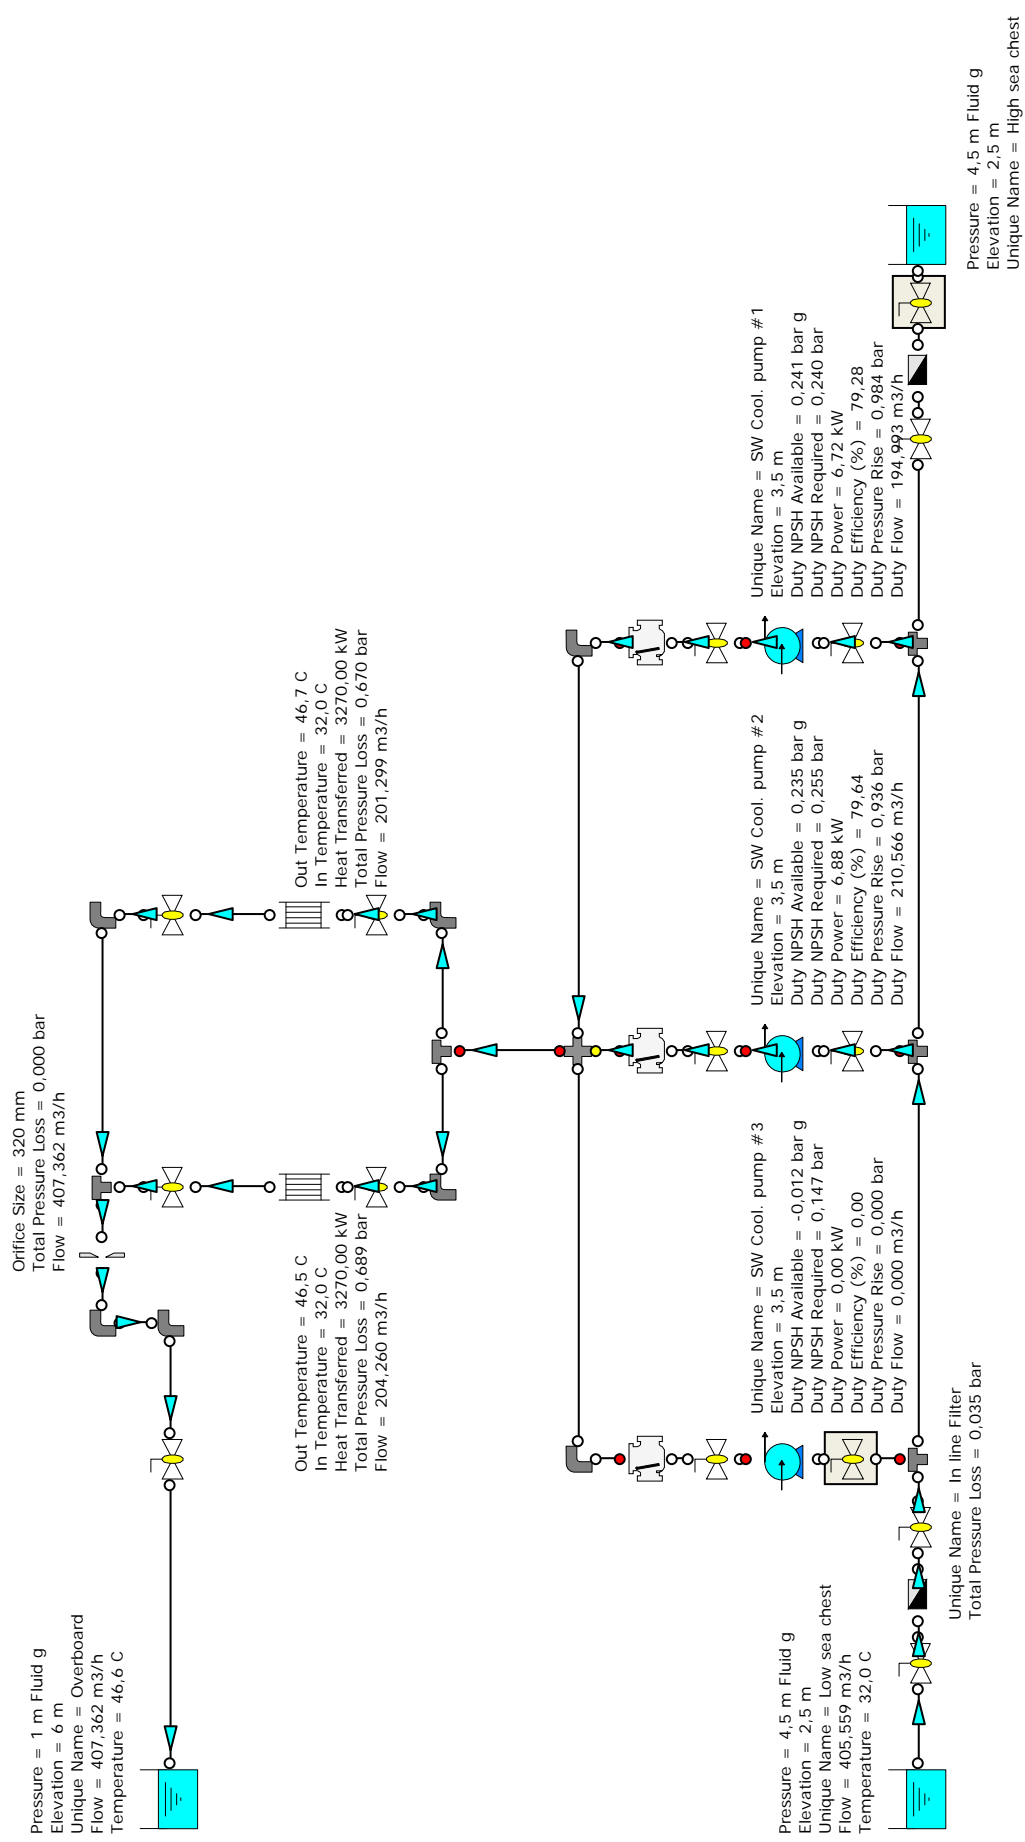 Orifice Size = 320 mm
Total Pressure Loss = 0,000 bar
Flow = 407,362 m3/h
Pressure = 1 m Fluid g
Elevation = 6 m
Unique Name = Overboard
Flow = 407,362 m3/h
Temperature = 46,6 C
Out Temperature = 46,5 C
In Temperature = 32,0 C
Heat Transferred = 3270,00 kW
Total Pressure Loss = 0,689 bar
Flow = 204,260 m3/h
Out Temperature = 46,7 C
In Temperature = 32,0 C
Heat Transferred = 3270,00 kW
Total Pressure Loss = 0,670 bar
Flow = 201,299 m3/h
Unique Name = SW Cool. pump #3
Elevation = 3,5 m
Duty NPSH Available = -0,012 bar g
Duty NPSH Required = 0,147 bar
Duty Power = 0,00 kW
Duty Efficiency (%) = 0,00
Duty Pressure Rise = 0,000 bar
Duty Flow = 0,000 m3/h
Unique Name = SW Cool. pump #2
Elevation = 3,5 m
Duty NPSH Available = 0,235 bar g
Duty NPSH Required = 0,255 bar
Duty Power = 6,88 kW
Duty Efficiency (%) = 79,64
Duty Pressure Rise = 0,936 bar
Duty Flow = 210,566 m3/h
Unique Name = SW Cool. pump #1
Elevation = 3,5 m
Duty NPSH Available = 0,241 bar g
Duty NPSH Required = 0,240 bar
Duty Power = 6,72 kW
Duty Efficiency (%) = 79,28
Duty Pressure Rise = 0,984 bar
Duty Flow = 194,993 m3/h
Pressure = 4,5 m Fluid g
Elevation = 2,5 m
Unique Name = Low sea chest
Flow = 405,559 m3/h
Temperature = 32,0 C
Unique Name = In line Filter
Total Pressure Loss = 0,035 bar
Pressure = 4,5 m Fluid g
Elevation = 2,5 m
Unique Name = High sea chest